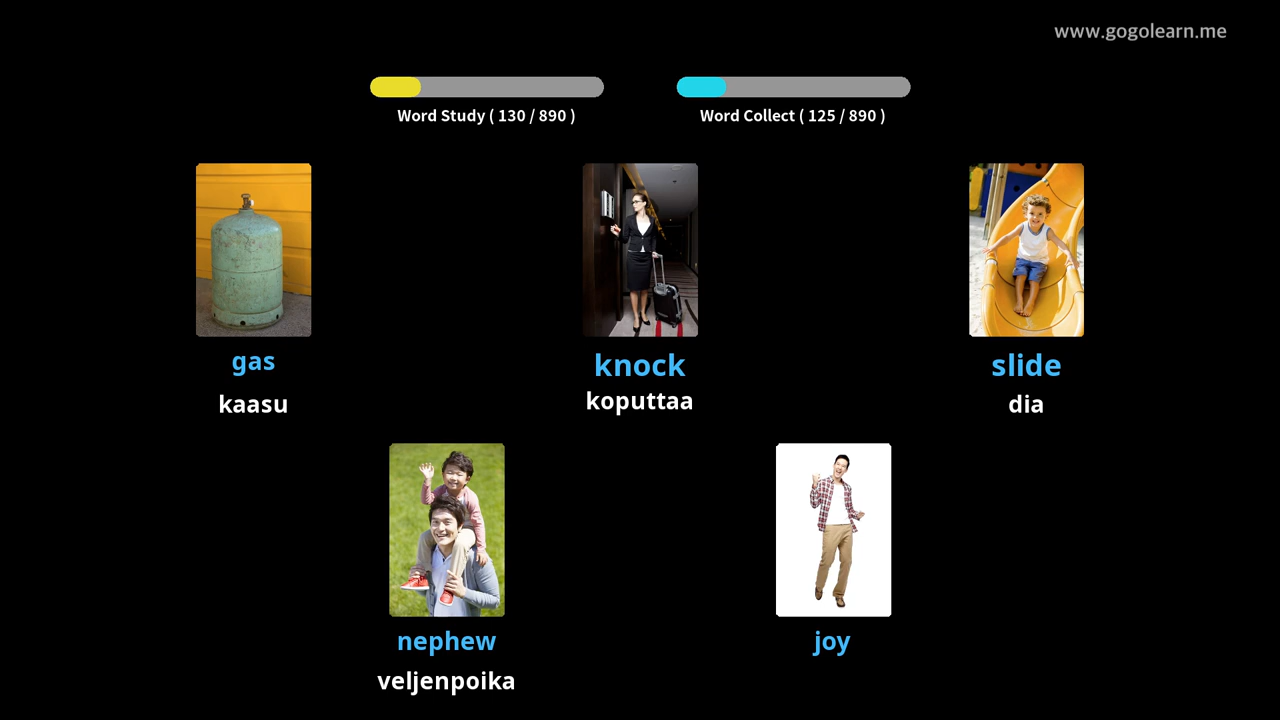 www.gogolearn.me
Word Study ( 130 / 890 )
Word Collect ( 125 / 890 )
gas
kaasu
knock
koputtaa
slide
dia
nephew
veljenpoika
joy